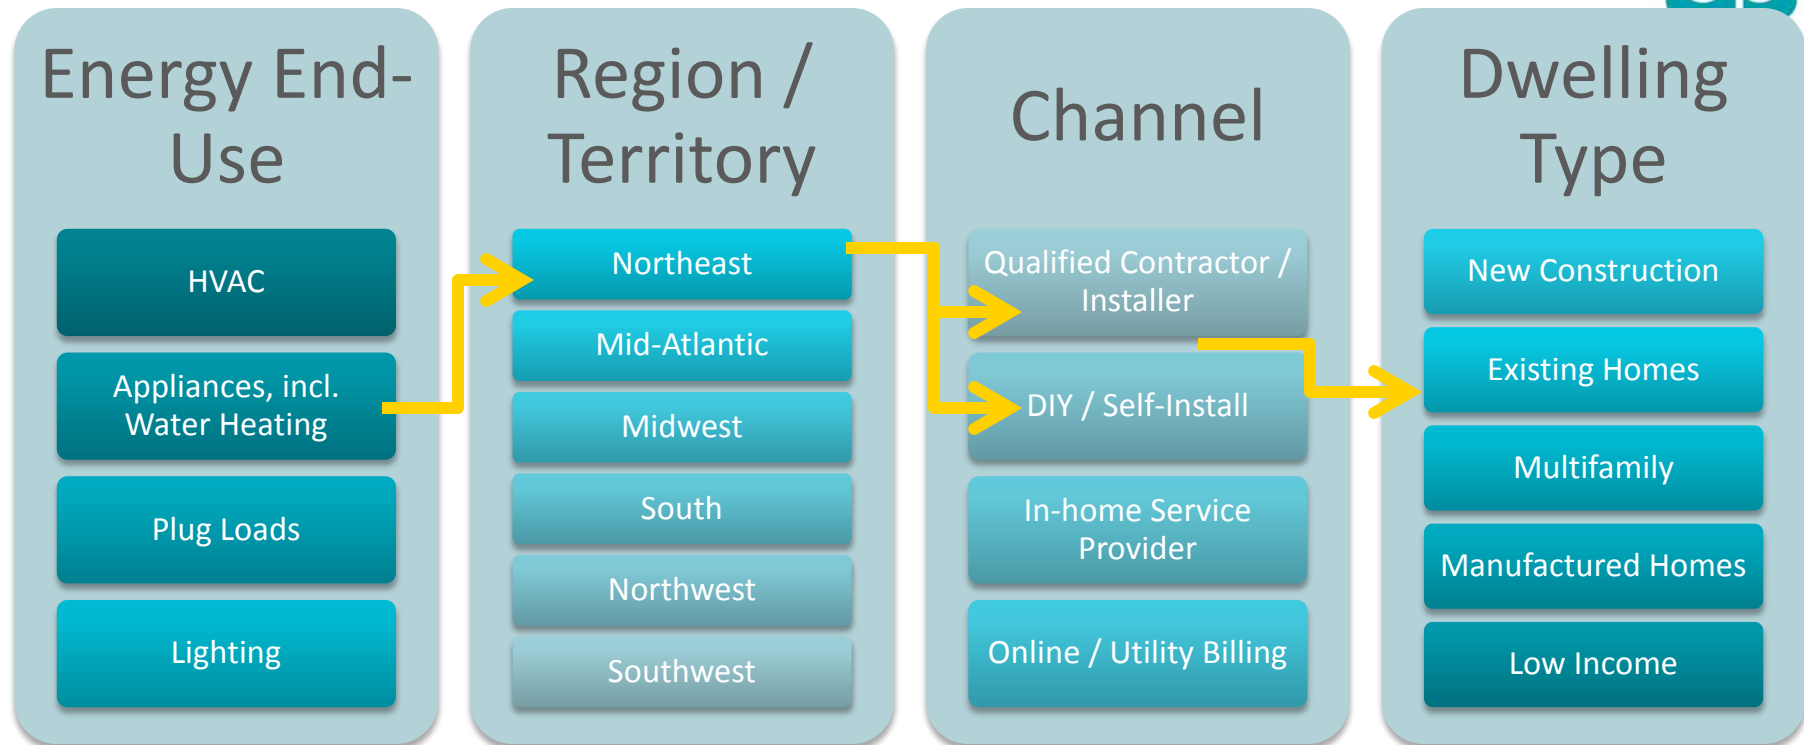 Energy End-
Use
HVAC
Appliances, incl.
Water Heating
Plug Loads
Lighting
Region /
Territory
Northeast
Mid-Atlantic
Midwest
South
Northwest
Southwest
Channel
Qualified Contractor /
Installer
DIY / Self-Install
In-home Service
Provider
Online / Utility Billing
Dwelling
Type
New Construction
Existing Homes
Multifamily
Manufactured Homes
Low Income